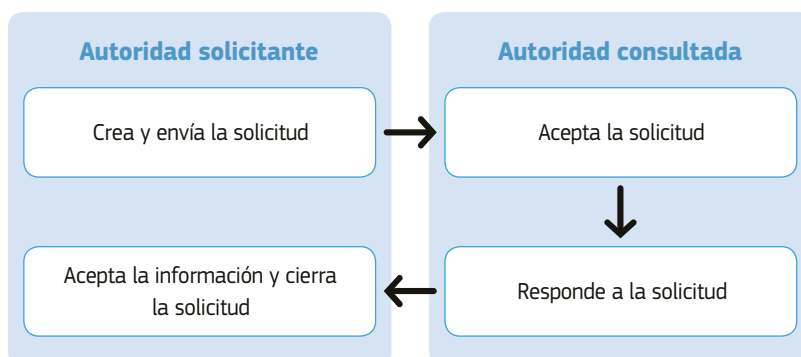 Autoridad solicitante
Autoridad consultada
Crea y envía la solicitud
Acepta la solicitud
Acepta la información y cierra
la solicitud
Responde a la solicitud